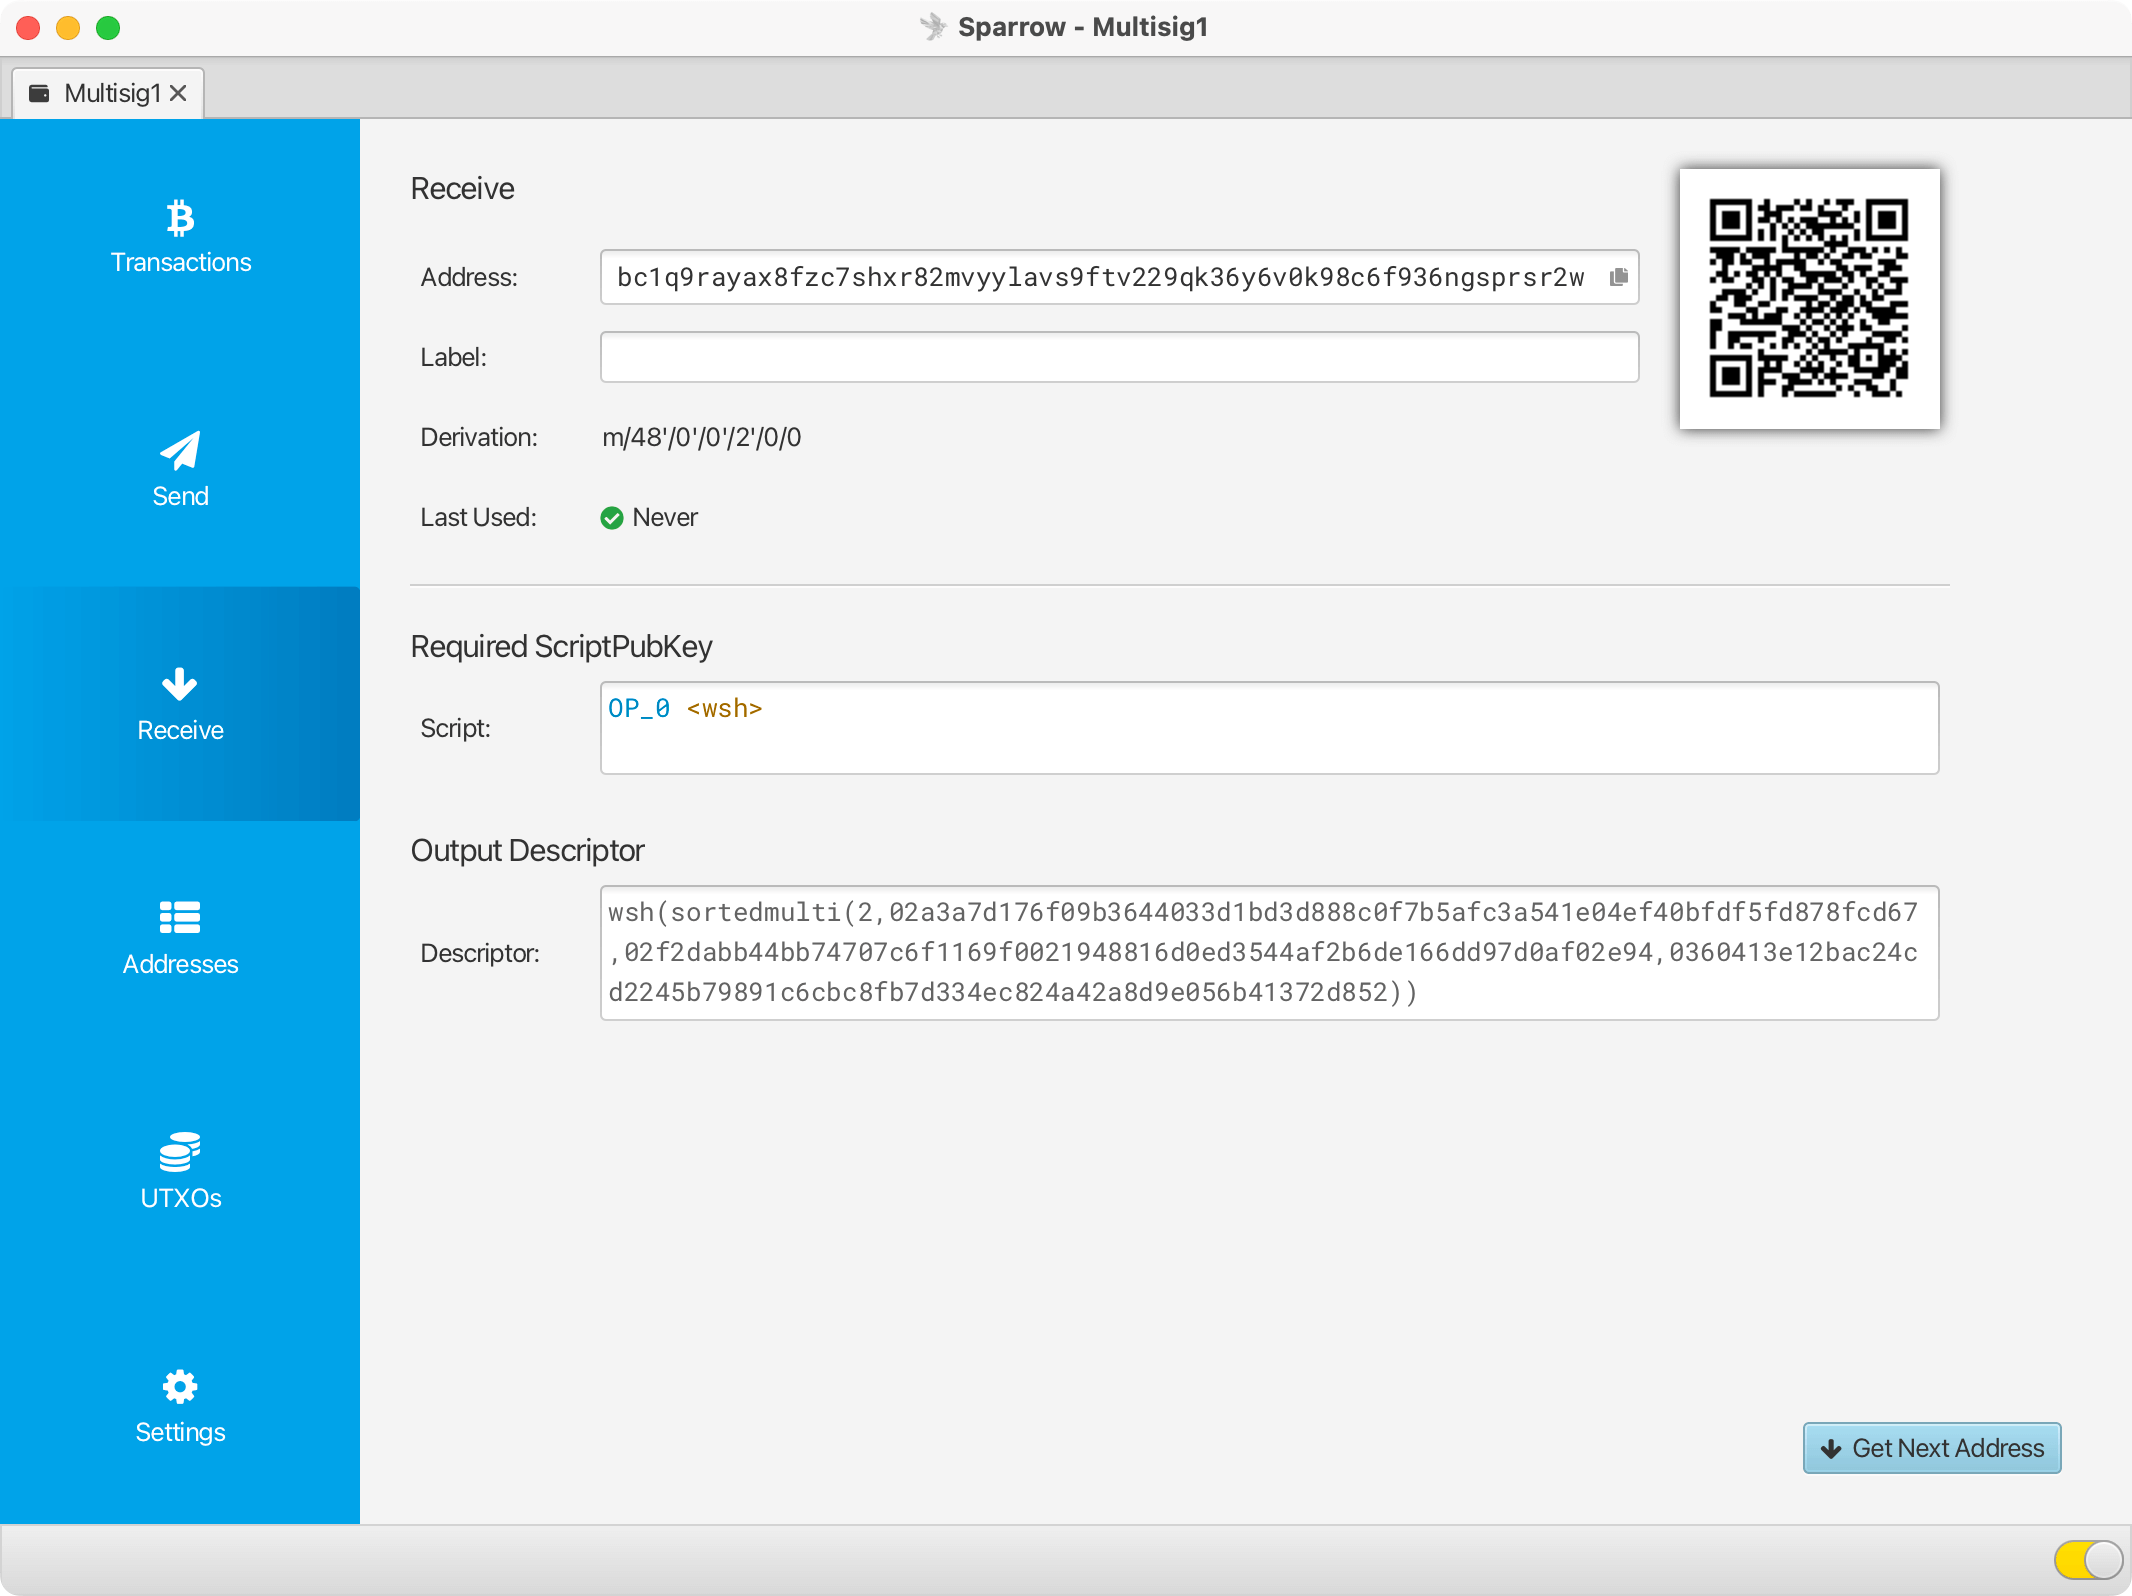 Sparrow - Multisig1
Multisig1
Transactions
Send
Receive
Addresses
UTXOs
Settings
Receive
Address: bc1q9rayax8fzc7shxr82mvyylavs9ftv229qk36y6v0k98c6f936ngsprsr2w
Label:
Derivation: m/48'/0'/0'/2'/0/0
Last Used: Never
Required ScriptPubKey
Script: OP_0 <wsh>
Output Descriptor
Descriptor:
wsh(sortedmulti(2,02a3a7d176f09b3644033d1bd3d888c0f7b5afc3a541e04ef40bfdf5fd878fcd67
,02f2dabb44bb74707c6f1169f0021948816d0ed3544af2b6de166dd97d0af02e94,0360413e12bac24c
d2245b79891c6cbc8fb7d334ec824a42a8d9e056b41372d852))
Get Next Address